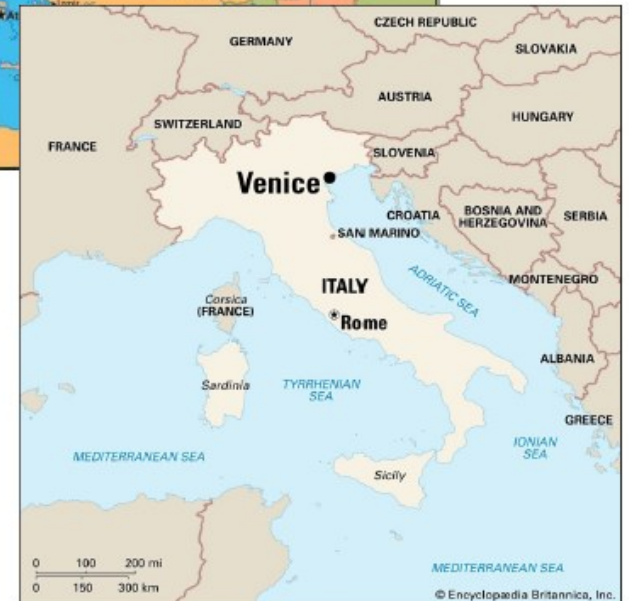 CZECH REPUBLIC
GERMANY
SLOVAKIA
AUSTRIA
HUNGARY
SWITZERLAND
FRANCE
SLOVENIA
Venice
CROATIA
BOSNIA AND
HERZEGOVINA
SERBIA
SAN MARINO
ITALY
ADRIATIC SEA
MONTENEGRO
Corsica
(FRANCE)
Rome
ALBANIA
Sardinia
TYRRHENIAN
SEA
GREECE
IONIAN
SEA
MEDITERRANEAN SEA
Sicily
0 100 200 mi
0 150 300 km
MEDITERRANEAN SEA
© Encyclopædia Britannica, Inc.